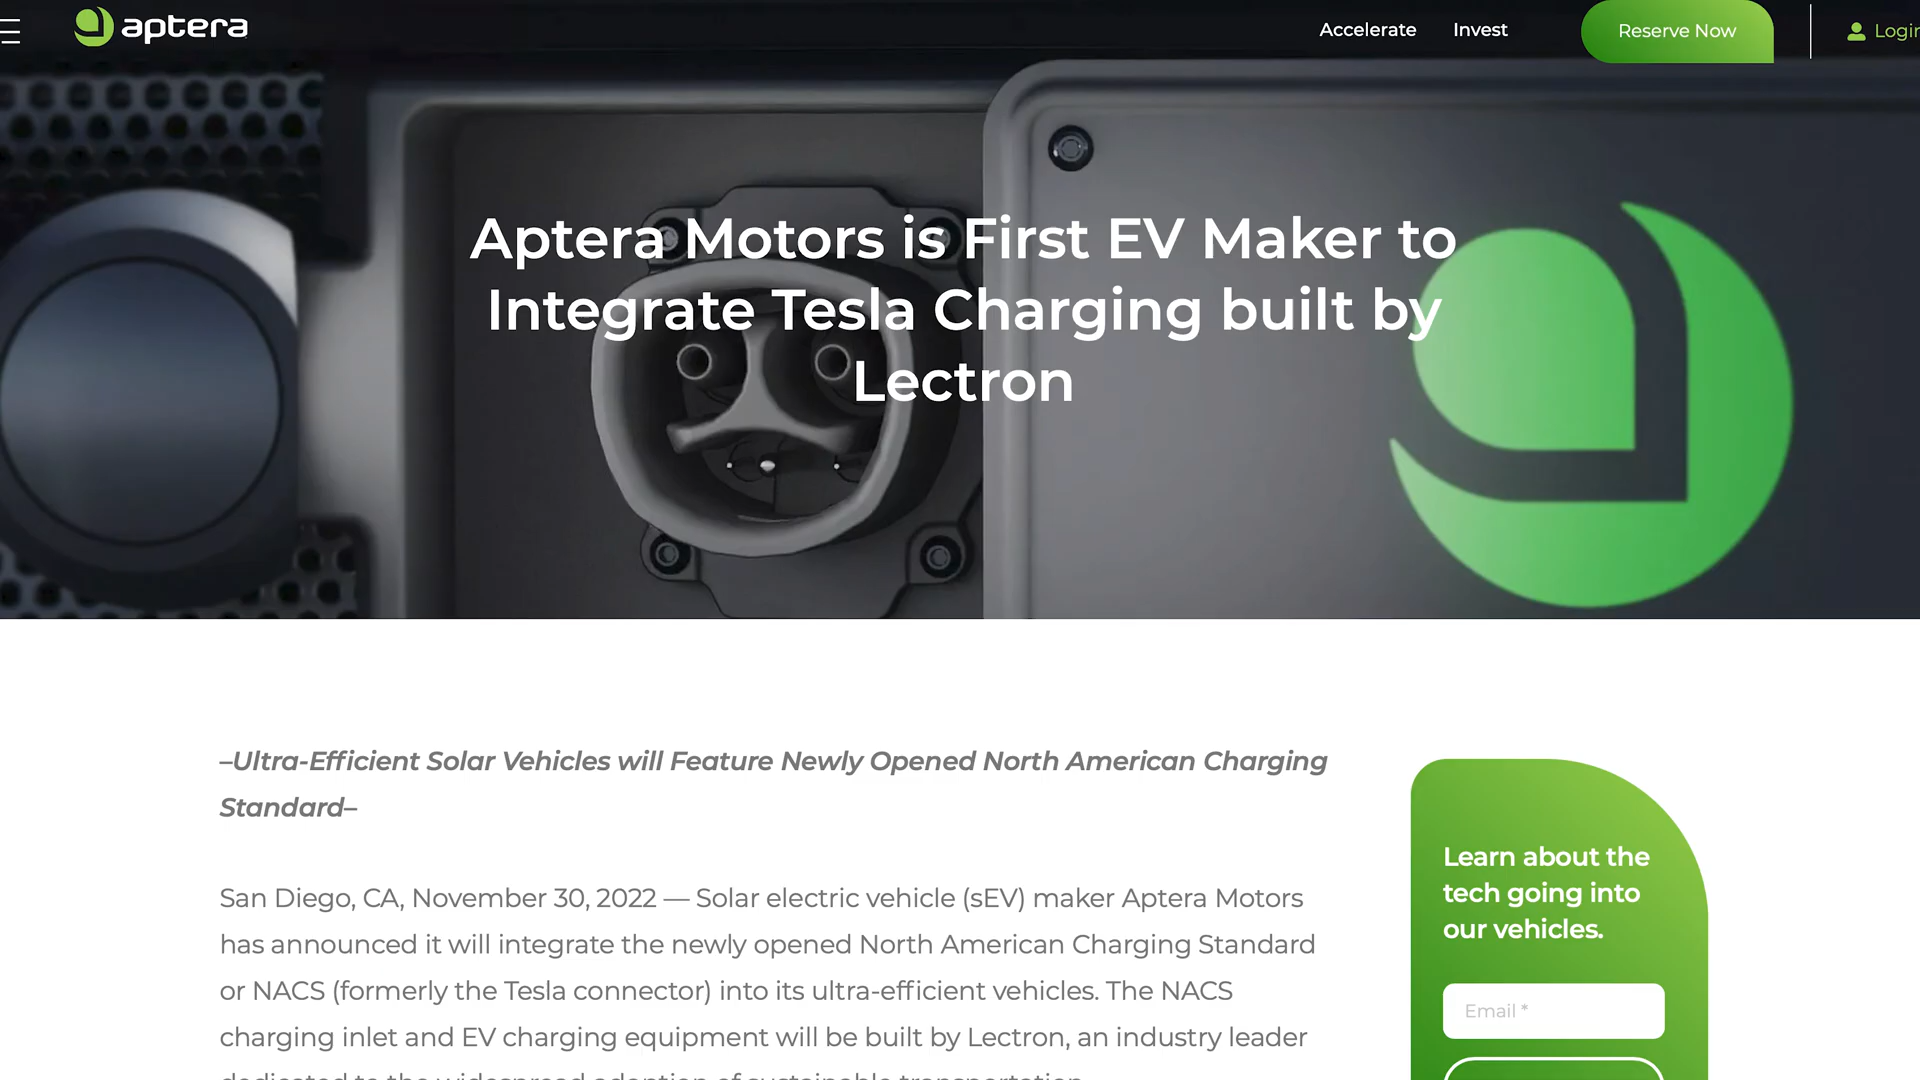 aptera
Accelerate
Invest
Reserve Now
Aptera Motors is First EV Maker to
Integrate Tesla Charging built by
Lectron
–Ultra-Efficient Solar Vehicles will Feature Newly Opened North American Charging
Standard–
San Diego, CA, November 30, 2022 — Solar electric vehicle (sEV) maker Aptera Motors
has announced it will integrate the newly opened North American Charging Standard
or NACS (formerly the Tesla connector) into its ultra-efficient vehicles. The NACS
charging inlet and EV charging equipment will be built by Lectron, an industry leader
dedicated to the widespread adoption of sustainable transportation.
Learn about the
tech going into
our vehicles.
Email *